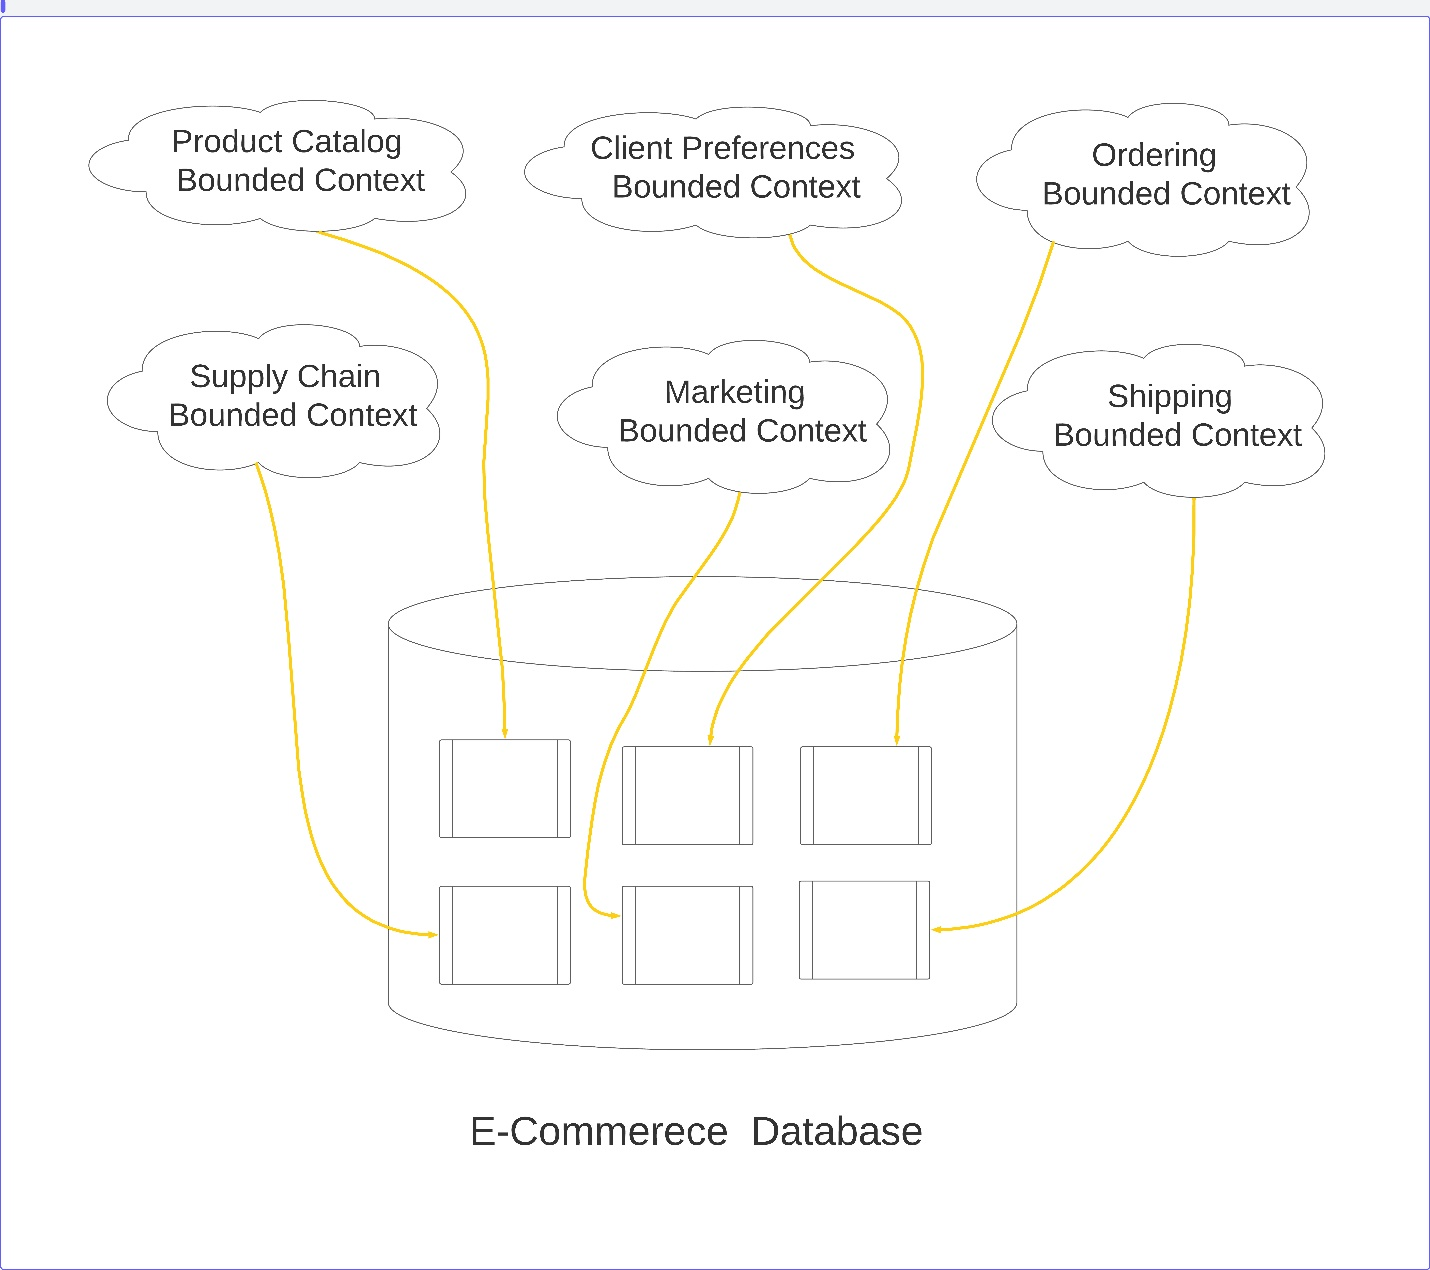 Product Catalog
Bounded Context
Client Preferences
Bounded Context
Ordering
Bounded Context
Supply Chain
Bounded Context
Marketing
Bounded Context
Shipping
Bounded Context
E-Commerece Database